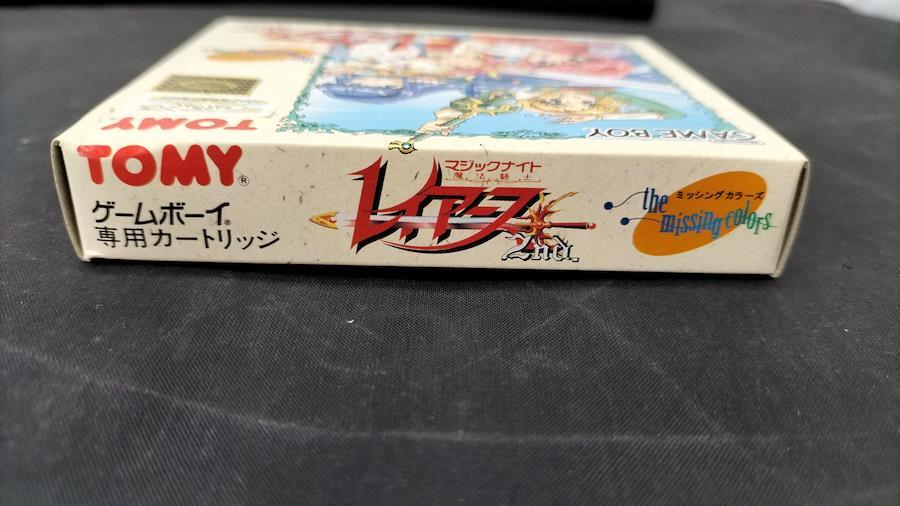 GAME BOY
TOMY
TOMY®
ゲームボーイ®
専用カートリッジ
マジックナイト
魔法騎士
レイアース
2nd.
ミッシングカラーズ
the
missing colors